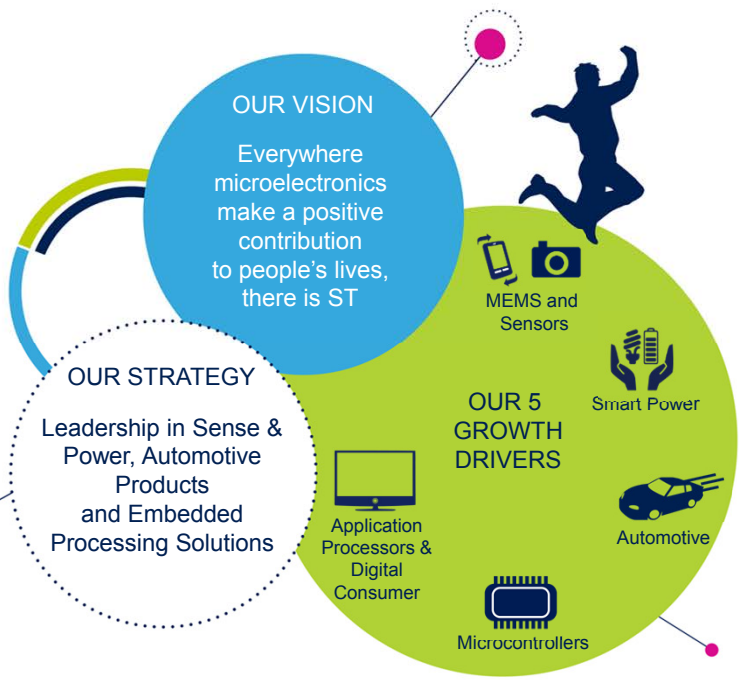 OUR VISION
Everywhere
microelectronics
make a positive
contribution
to people's lives,
there is ST
OUR STRATEGY
Leadership in Sense &
Power, Automotive
Products
and Embedded
Processing Solutions
OUR 5
GROWTH
DRIVERS
MEMS and
Sensors
Smart Power
Automotive
Microcontrollers
Application
Processors &
Digital
Consumer